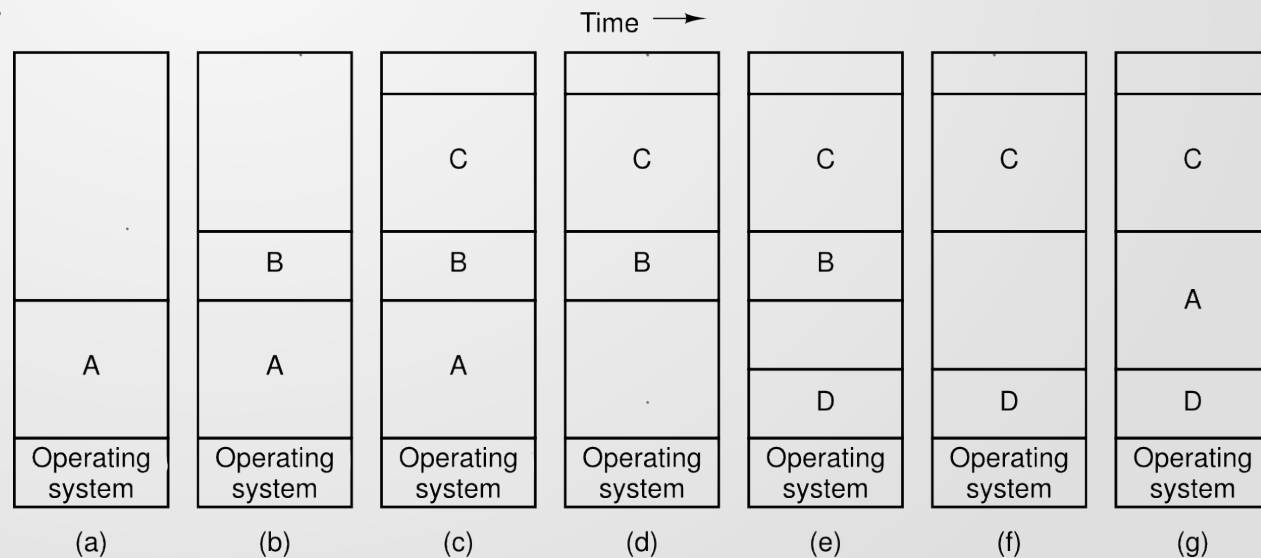 Time
C
C
C
C
C
B
B
B
B
A
A
A
A
D
D
D
Operating
system
Operating
system
Operating
system
Operating
system
Operating
system
Operating
system
Operating
system
(a)
(b)
(c)
(d)
(e)
(f)
(g)